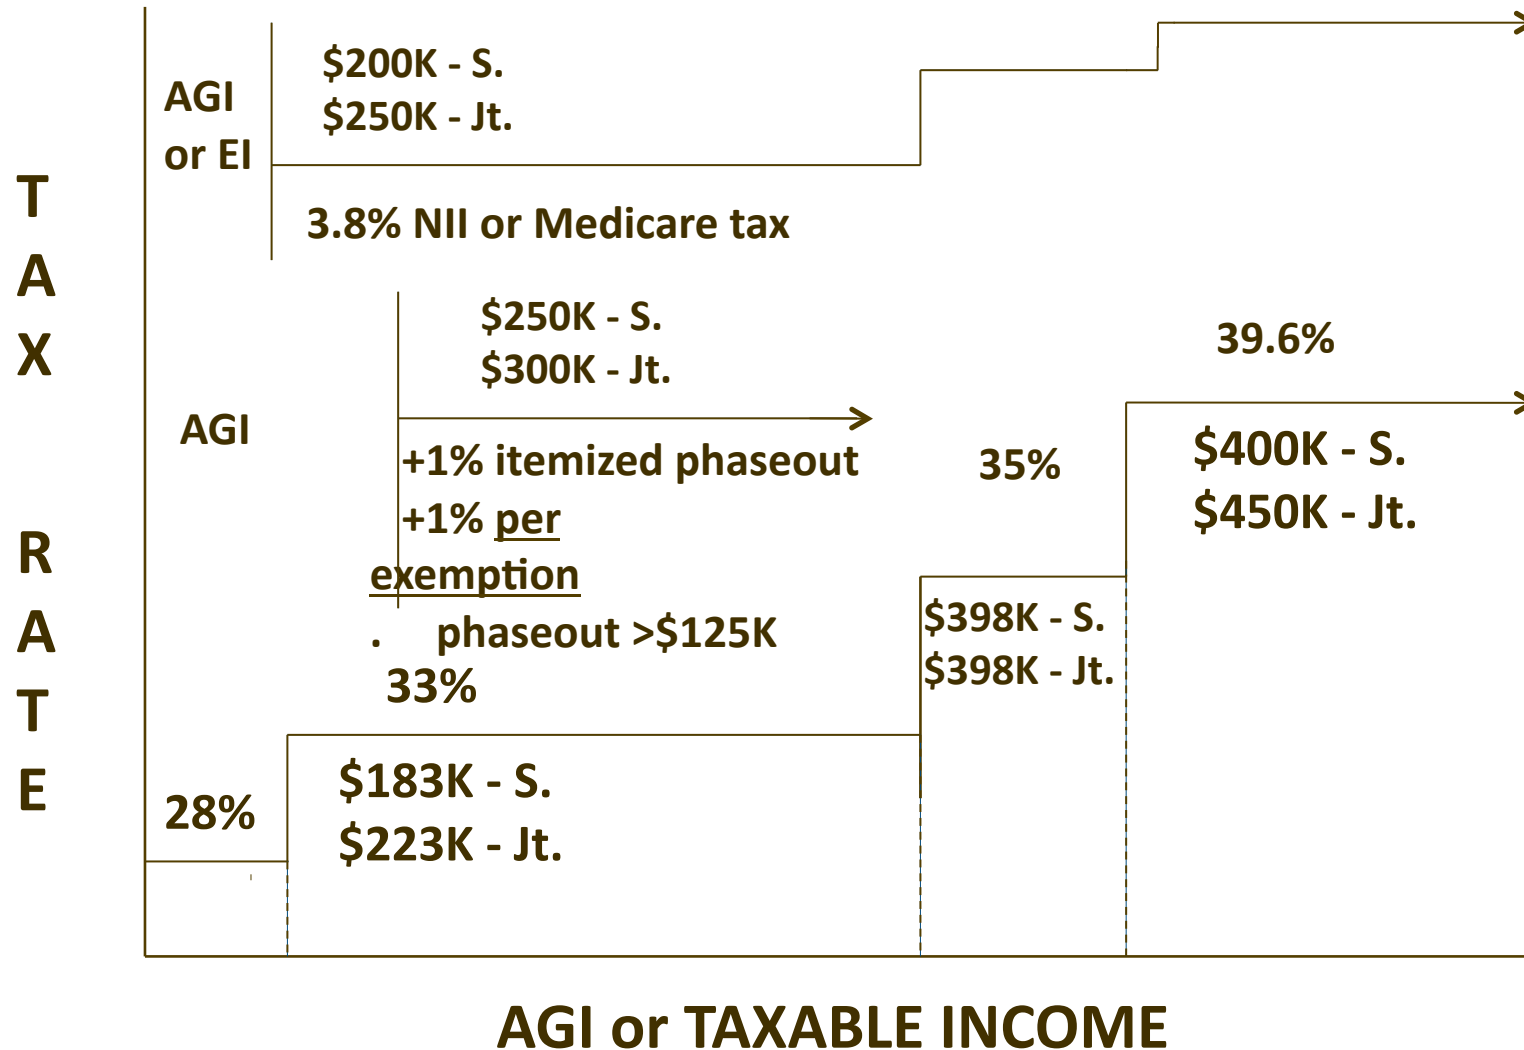 TAX RATE
AGI
or EI
$200K - S.
$250K - Jt.
3.8% NII or Medicare tax
AGI
$250K - S.
$300K - Jt.
+1% itemized phaseout
+1% per
exemption
. phaseout >$125K
33%
28%
$183K - S.
$223K - Jt.
35%
$398K - S.
$398K - Jt.
39.6%
$400K - S.
$450K - Jt.
AGI or TAXABLE INCOME